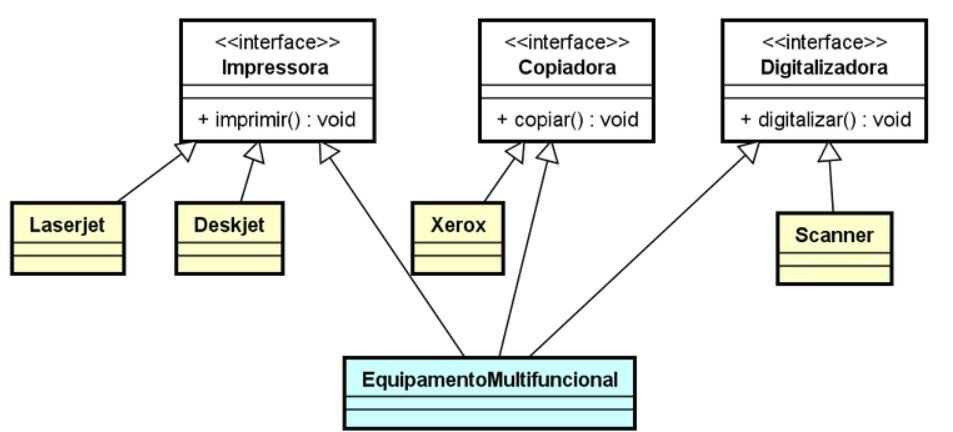 <<interface>>
Impressora
+ imprimir() : void
<<interface>>
Copiadora
+ copiar() : void
<<interface>>
Digitalizadora
+ digitalizar() : void
Laserjet
Deskjet
Xerox
Scanner
EquipamentoMultifuncional